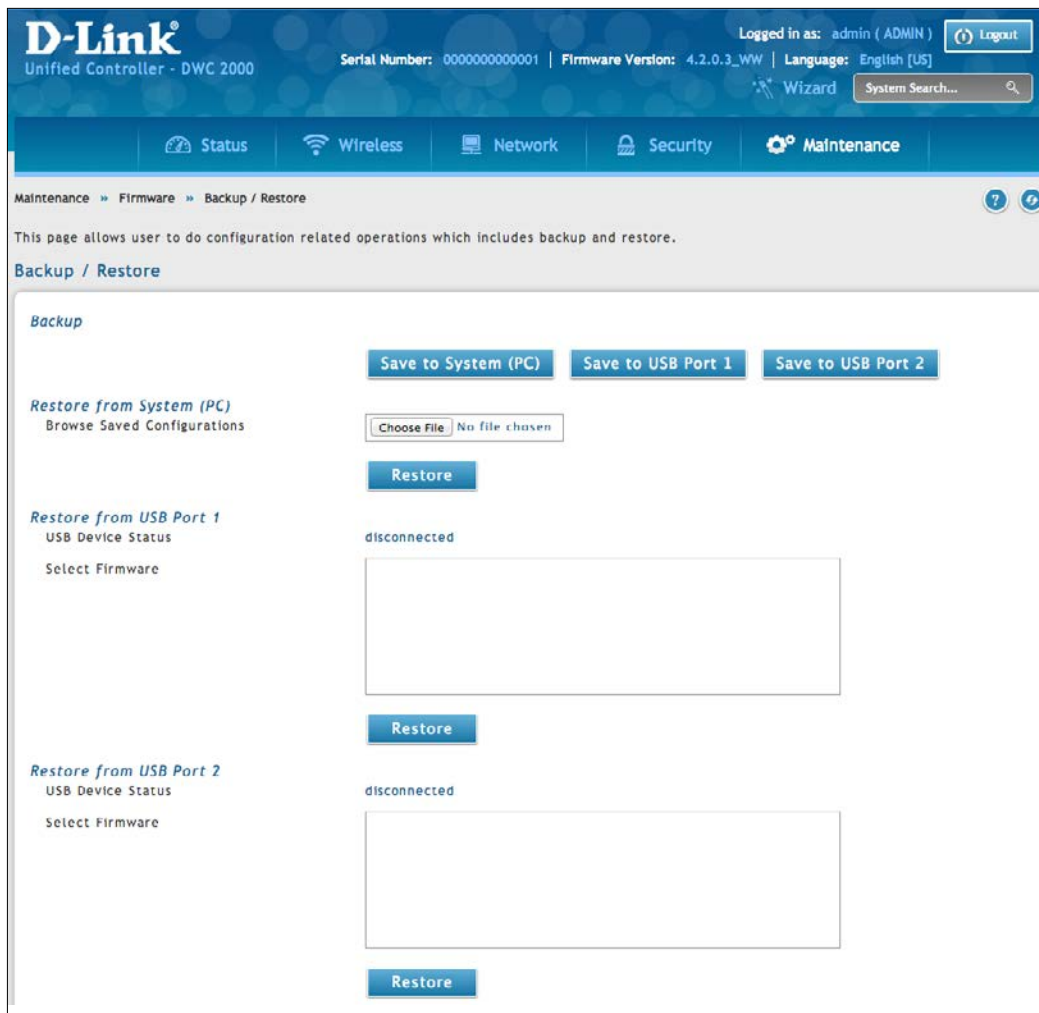 D-Link®
Logged in as: admin ( ADMIN ) Logout
Unified Controller - DWC 2000
Serial Number: 0000000000001 | Firmware Version: 4.2.0.3_WW | Language: English [US]
Wizard System Search...
Status Wireless Network Security Maintenance
Maintenance » Firmware » Backup / Restore ?
This page allows user to do configuration related operations which includes backup and restore.
Backup / Restore
Backup
Save to System (PC) Save to USB Port 1 Save to USB Port 2
Restore from System (PC)
Browse Saved Configurations Choose File No file chosen
Restore
Restore from USB Port 1
USB Device Status disconnected
Select Firmware
Restore
Restore from USB Port 2
USB Device Status disconnected
Select Firmware
Restore